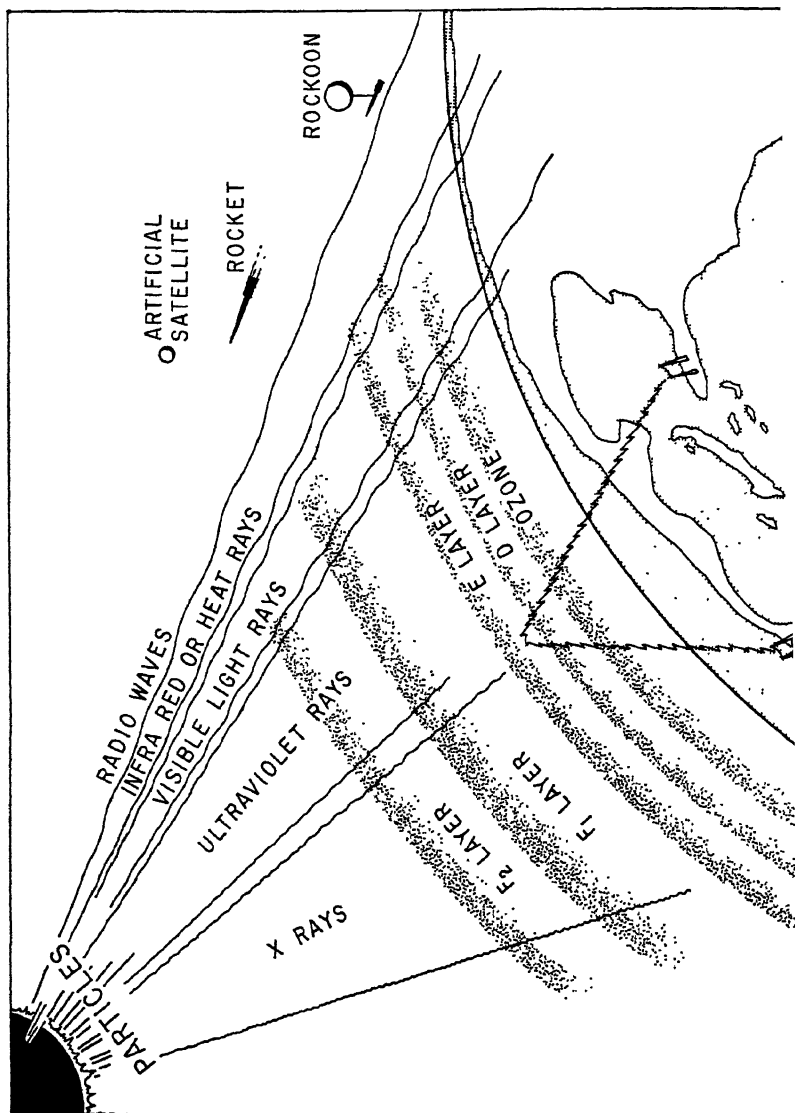 ROCKOON
ARTIFICIAL
SATELLITE
ROCKET
RADIO WAVES
INFRA RED OR HEAT RAYS
VISIBLE LIGHT RAYS
ULTRAVIOLET RAYS
X RAYS
PARTICLES
F₂ LAYER
F₁ LAYER
E LAYER
D LAYER
OZONE